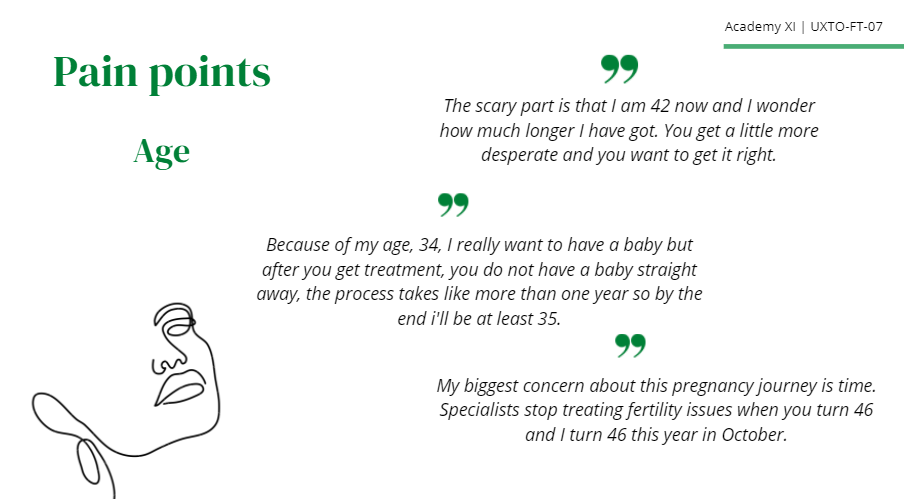 Academy XI | UXTO-FT-07
Pain points
Age
The scary part is that I am 42 now and I wonder
how much longer I have got. You get a little more
desperate and you want to get it right.
Because of my age, 34, I really want to have a baby but
after you get treatment, you do not have a baby straight
away, the process takes like more than one year so by the
end i'll be at least 35.
My biggest concern about this pregnancy journey is time.
Specialists stop treating fertility issues when you turn 46
and I turn 46 this year in October.